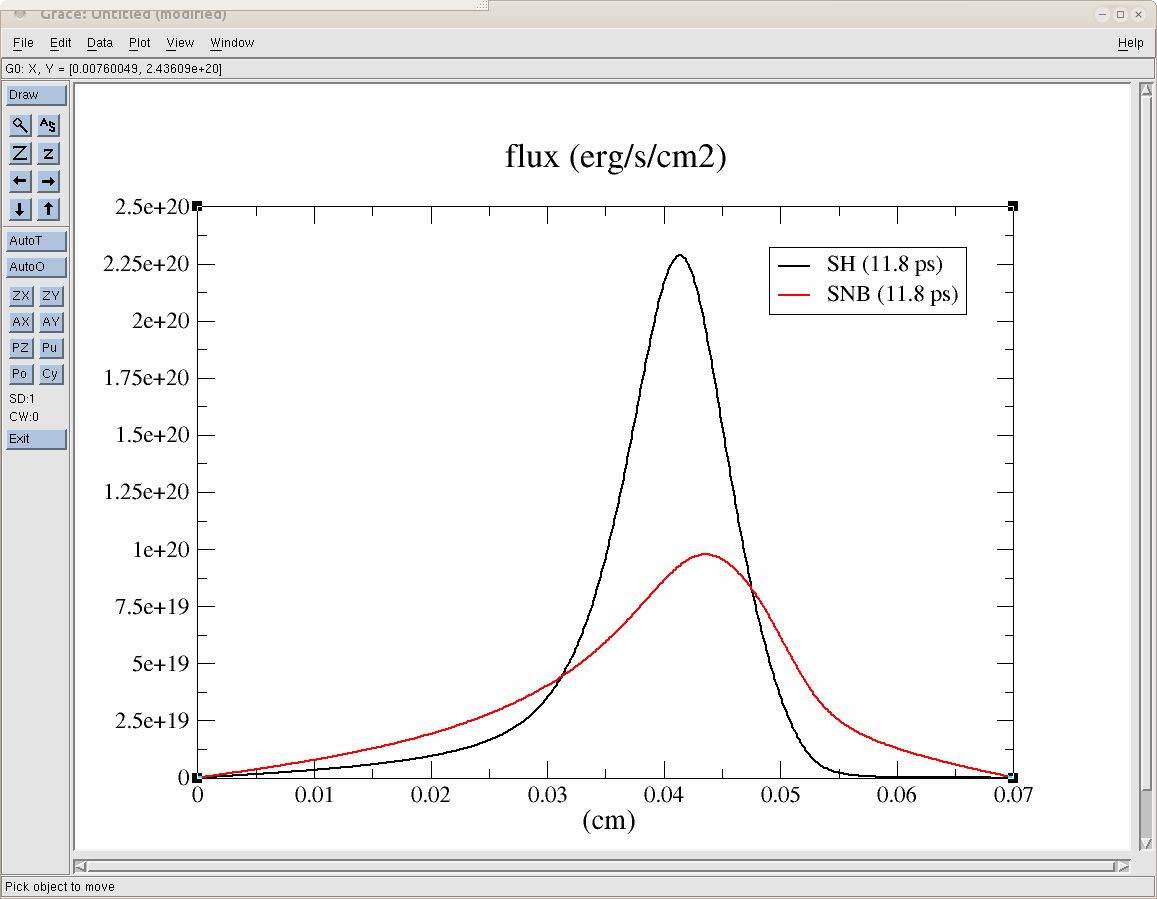 Grace: Untitled (modified)
File Edit Data Plot View Window Help
G0: X, Y = [0.00760049, 2.43609e+20]
Draw
A S
Z z
AutoT
AutoO
ZX ZY
AX AY
PZ Pu
Po Cy
SD:1
CW:0
Exit
flux (erg/s/cm2)
2.5e+20
2.25e+20
2e+20
1.75e+20
1.5e+20
1.25e+20
1e+20
7.5e+19
5e+19
2.5e+19
0
SH (11.8 ps)
SNB (11.8 ps)
0 0.01 0.02 0.03 0.04 0.05 0.06 0.07
(cm)
Pick object to move